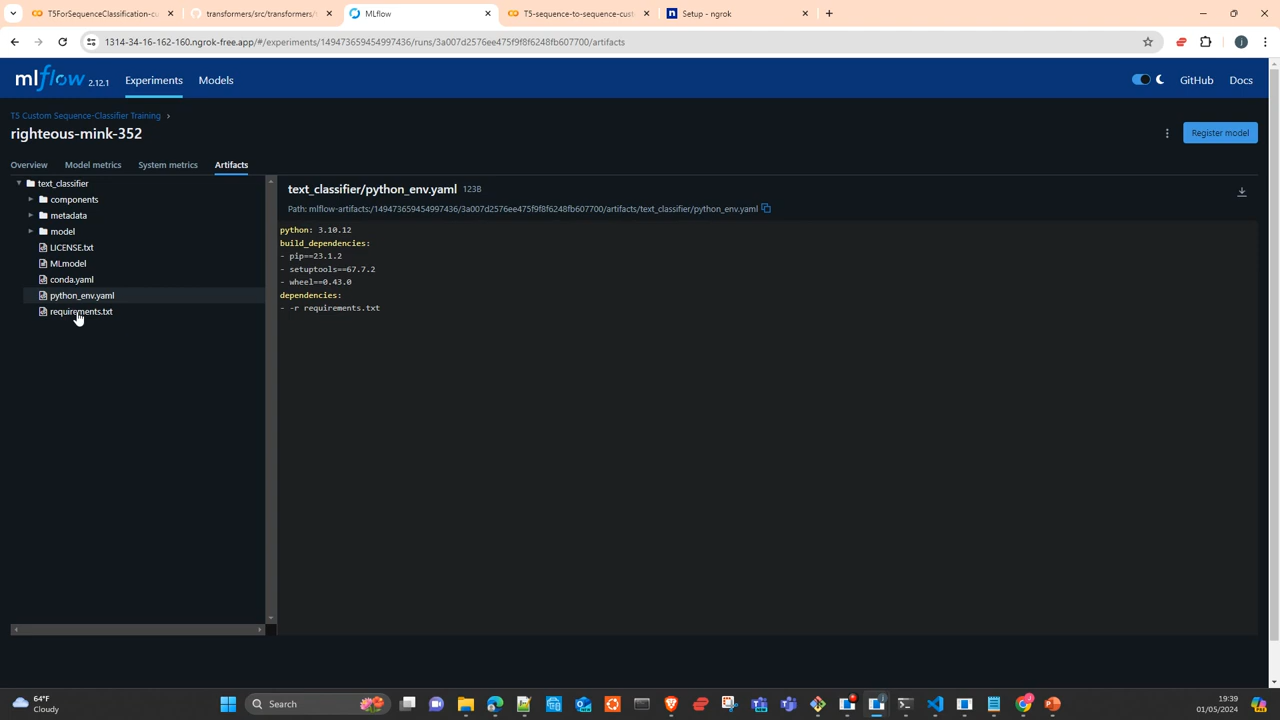 T5ForSequenceClassification-cu
transformers/src/transformers/
MLflow
T5-sequence-to-sequence-cust
Setup - ngrok
1314-34-16-162-160.ngrok-free.app/#/experiments/149473659454997436/runs/3a007d2576ee475f9f8f6248fb607700/artifacts
mlflow 2.12.1 Experiments Models GitHub Docs
T5 Custom Sequence-Classifier Training
righteous-mink-352
Register model
Overview Model metrics System metrics Artifacts
text_classifier
components
metadata
model
LICENSE.txt
MLmodel
conda.yaml
python_env.yaml
requirements.txt
text_classifier/python_env.yaml 123B
Path: mlflow-artifacts:/149473659454997436/3a007d2576ee475f9f8f6248fb607700/artifacts/text_classifier/python_env.yaml
python: 3.10.12
build_dependencies:
- pip==23.1.2
- setuptools==67.7.2
- wheel==0.43.0
dependencies:
- -r requirements.txt
64°F
Cloudy
Search
19:39
01/05/2024